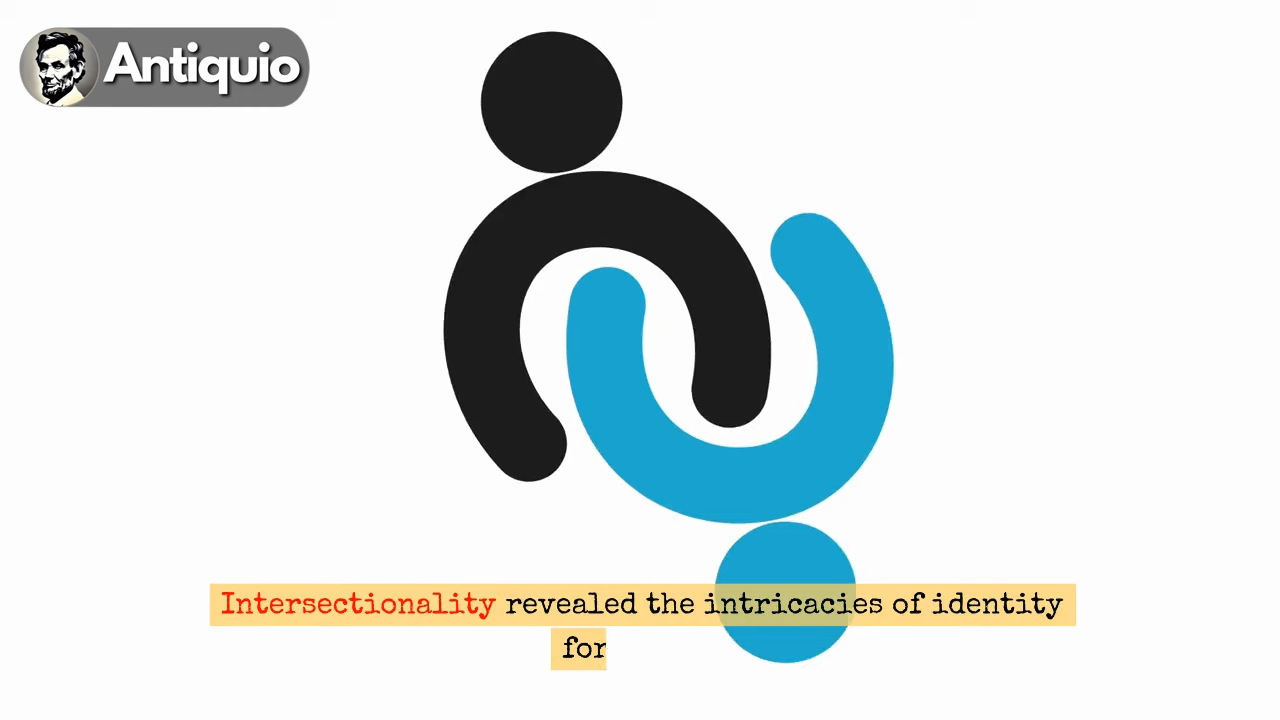 Antiquio
Intersectionality revealed the intricacies of identity
for